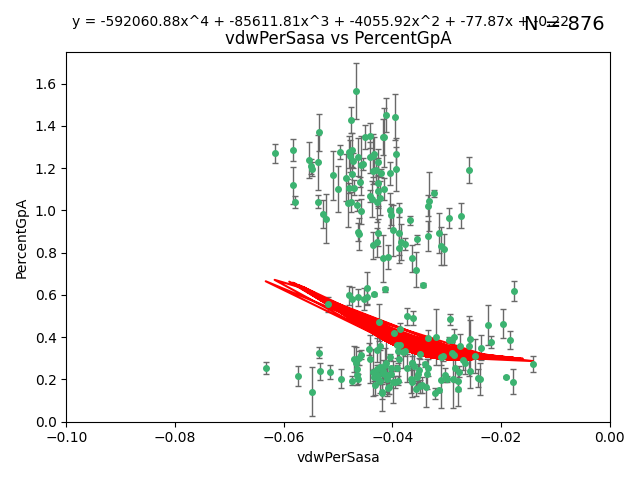 y = -592060.88x^4 + -85611.81x^3 + -4055.92x^2 + -77.87x + -0.22
N = 876
vdwPerSasa vs PercentGpA
1.6
1.4
1.2
1.0
0.8
0.6
0.4
0.2
0.0
PercentGpA
−0.10 −0.08 −0.06 −0.04 −0.02 0.00
vdwPerSasa